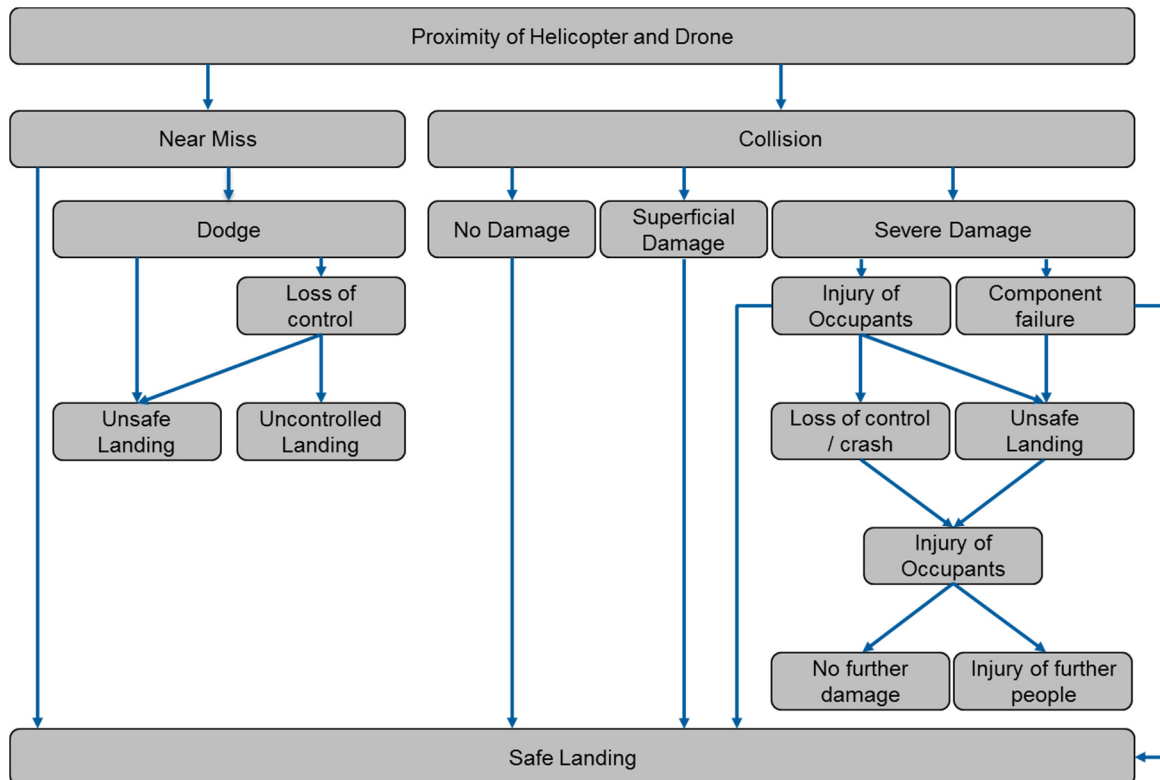 Proximity of Helicopter and Drone
Near Miss
Collision
Dodge
No Damage
Superficial
Damage
Severe Damage
Loss of
control
Injury of
Occupants
Component
failure
Unsafe
Landing
Uncontrolled
Landing
Loss of control
/ crash
Unsafe
Landing
Injury of
Occupants
No further
damage
Injury of further
people
Safe Landing